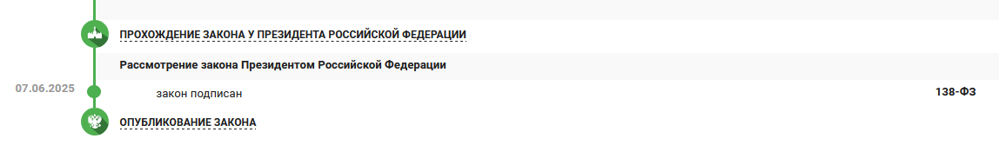 ПРОХОЖДЕНИЕ ЗАКОНА У ПРЕЗИДЕНТА РОССИЙСКОЙ ФЕДЕРАЦИИ
Рассмотрение закона Президентом Российской Федерации
07.06.2025 закон подписан 138-ФЗ
ОПУБЛИКОВАНИЕ ЗАКОНА